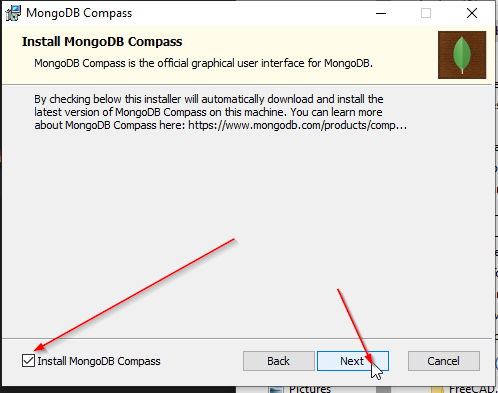 MongoDB Compass
Install MongoDB Compass
MongoDB Compass is the official graphical user interface for MongoDB.
By checking below this installer will automatically download and install the
latest version of MongoDB Compass on this machine. You can learn more
about MongoDB Compass here: https://www.mongodb.com/products/comp...
Install MongoDB Compass
Back
Next
Cancel
Pictures
FreeCAD.